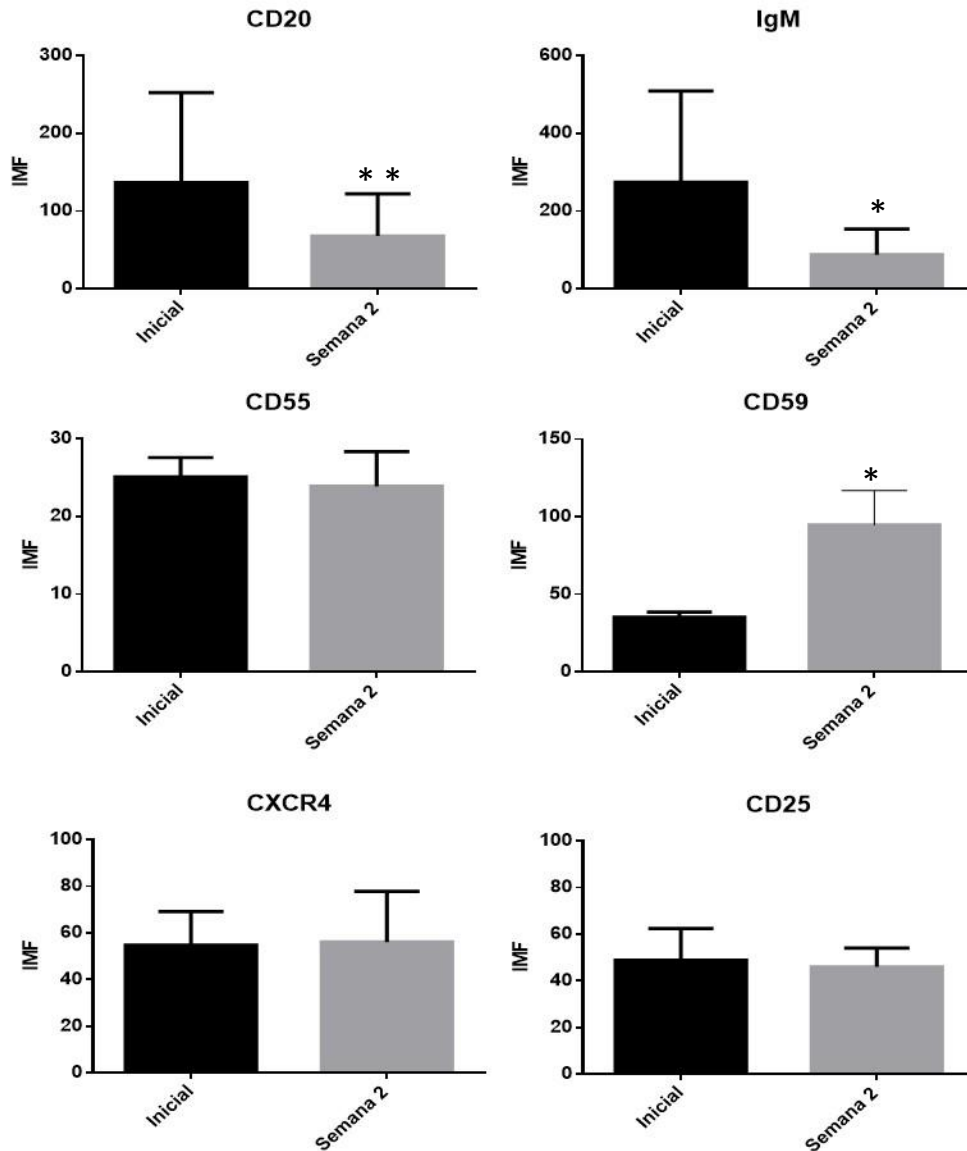 CD20
300
200
100
0
IMF
* *
Inicial
Semana 2
IgM
600
400
200
0
IMF
*
Inicial
Semana 2
CD55
30
20
10
0
IMF
Inicial
Semana 2
CD59
150
100
50
0
IMF
*
Inicial
Semana 2
CXCR4
100
80
60
40
20
0
IMF
Inicial
Semana 2
CD25
100
80
60
40
20
0
IMF
Inicial
Semana 2